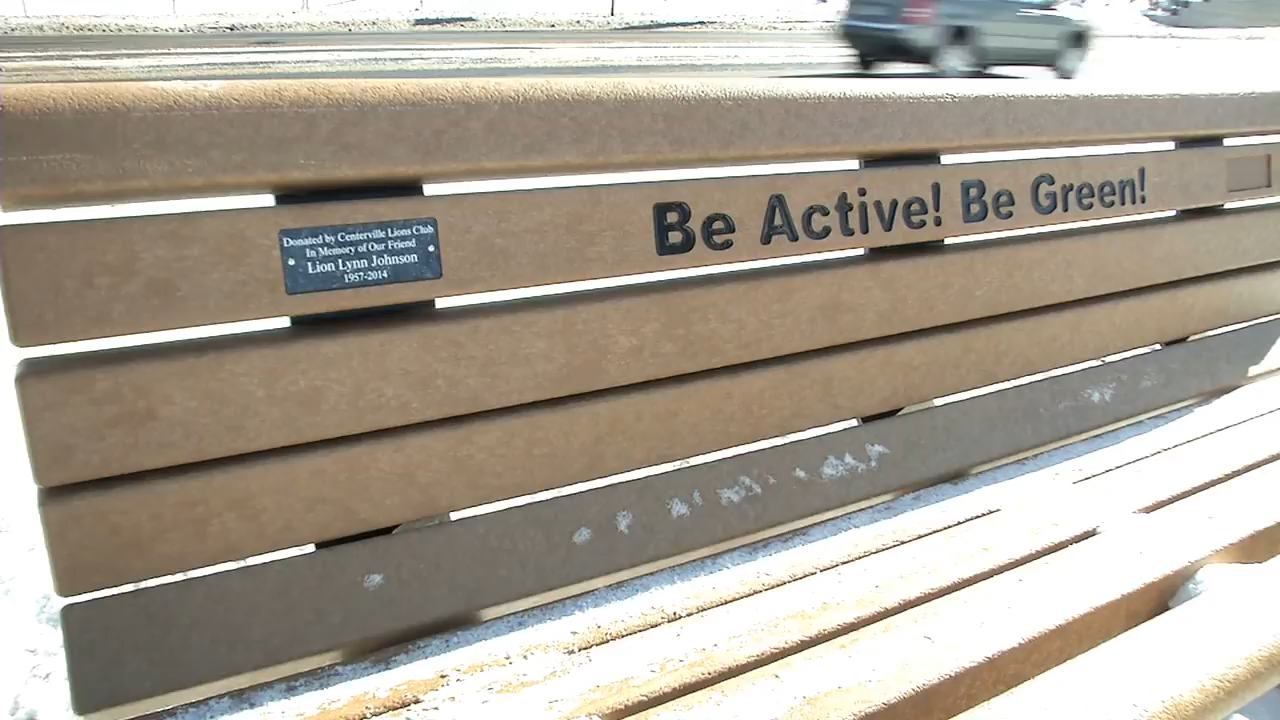 Donated by Centerville Lions Club
In Memory of Our Friend
Lion Lynn Johnson
1957-2014
Be Active! Be Green!